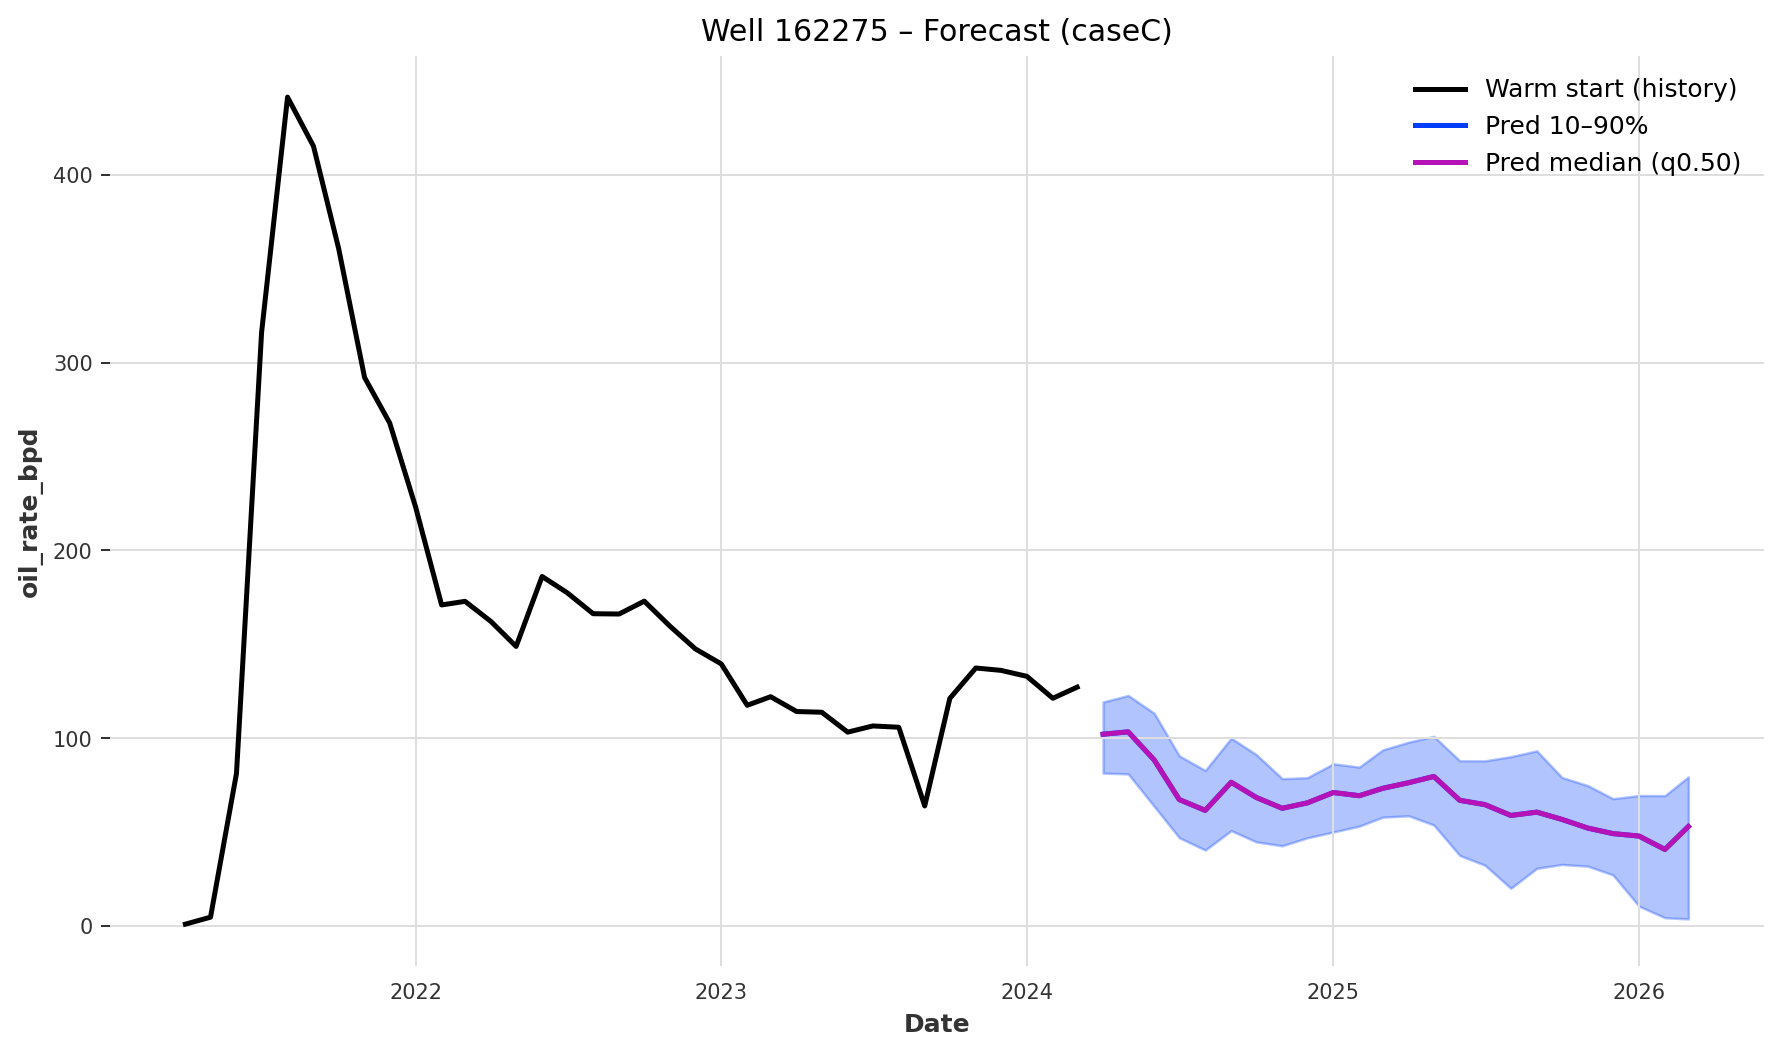 Well 162275 – Forecast (caseC)
Warm start (history)
Pred 10–90%
Pred median (q0.50)
oil_rate_bpd
400
300
200
100
0
2022
2023
2024
2025
2026
Date